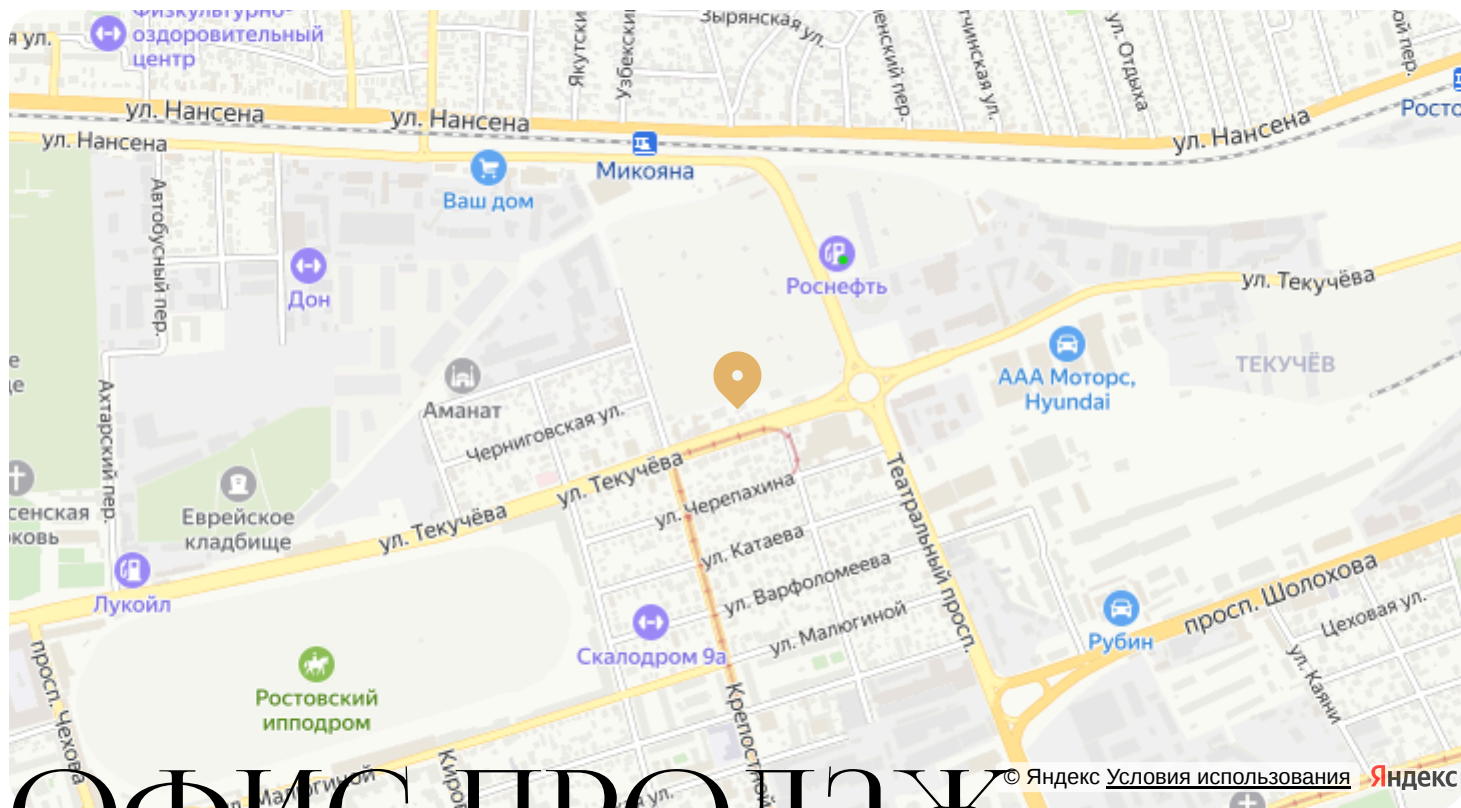 Физкультурно-
оздоровительный
центр
я ул.
Зырянская ул.
ул. Отдыха
ул. Нансена
ул. Нансена
ул. Нансена
ул. Нансена
Микояна
Ваш дом
Автобусный пер.
Дон
Роснефть
ул. Текучёва
ААА Моторс,
Hyundai
ТЕКУЧЁВ
Аманат
Черниговская ул.
Ахтарский пер.
ул. Текучёва
ул. Текучёва
ул. Черепахина
Театральный просп.
Еврейское
кладбище
ул. Катаева
ул. Варфоломеева
Лукойл
ул. Малюгиной
просп. Шолохова
Цеховая ул.
Рубин
Скалодром 9а
ул. Каяни
просп. Чехова
Ростовский
ипподром
© Яндекс Условия использования
Яндекс
ОФИС ПРОДАЖ